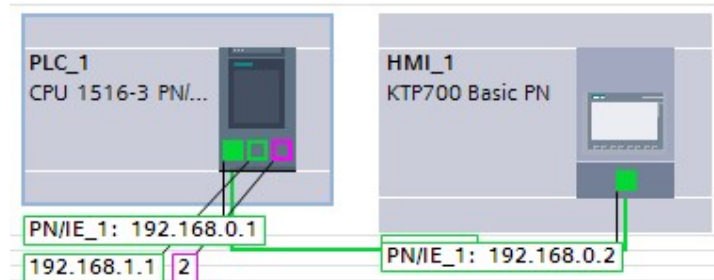 PLC_1
CPU 1516-3 PN/...
HMI_1
KTP700 Basic PN
PN/IE_1: 192.168.0.1
192.168.1.1
2
PN/IE_1: 192.168.0.2